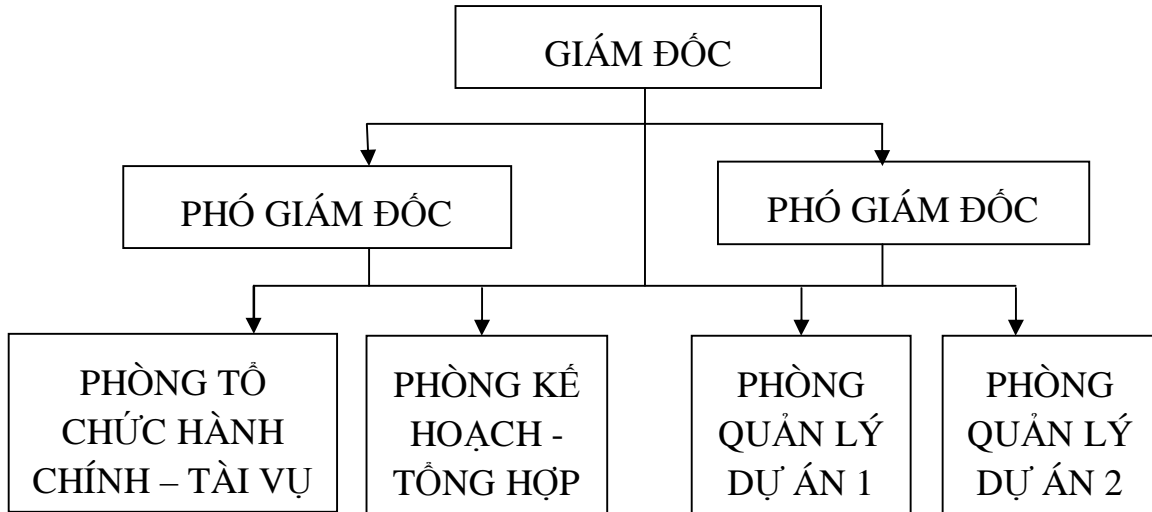 GIÁM ĐỐC
PHÓ GIÁM ĐỐC
PHÓ GIÁM ĐỐC
PHÒNG TỔ
CHỨC HÀNH
CHÍNH – TÀI VỤ
PHÒNG KẾ
HOẠCH -
TỔNG HỢP
PHÒNG
QUẢN LÝ
DỰ ÁN 1
PHÒNG
QUẢN LÝ
DỰ ÁN 2